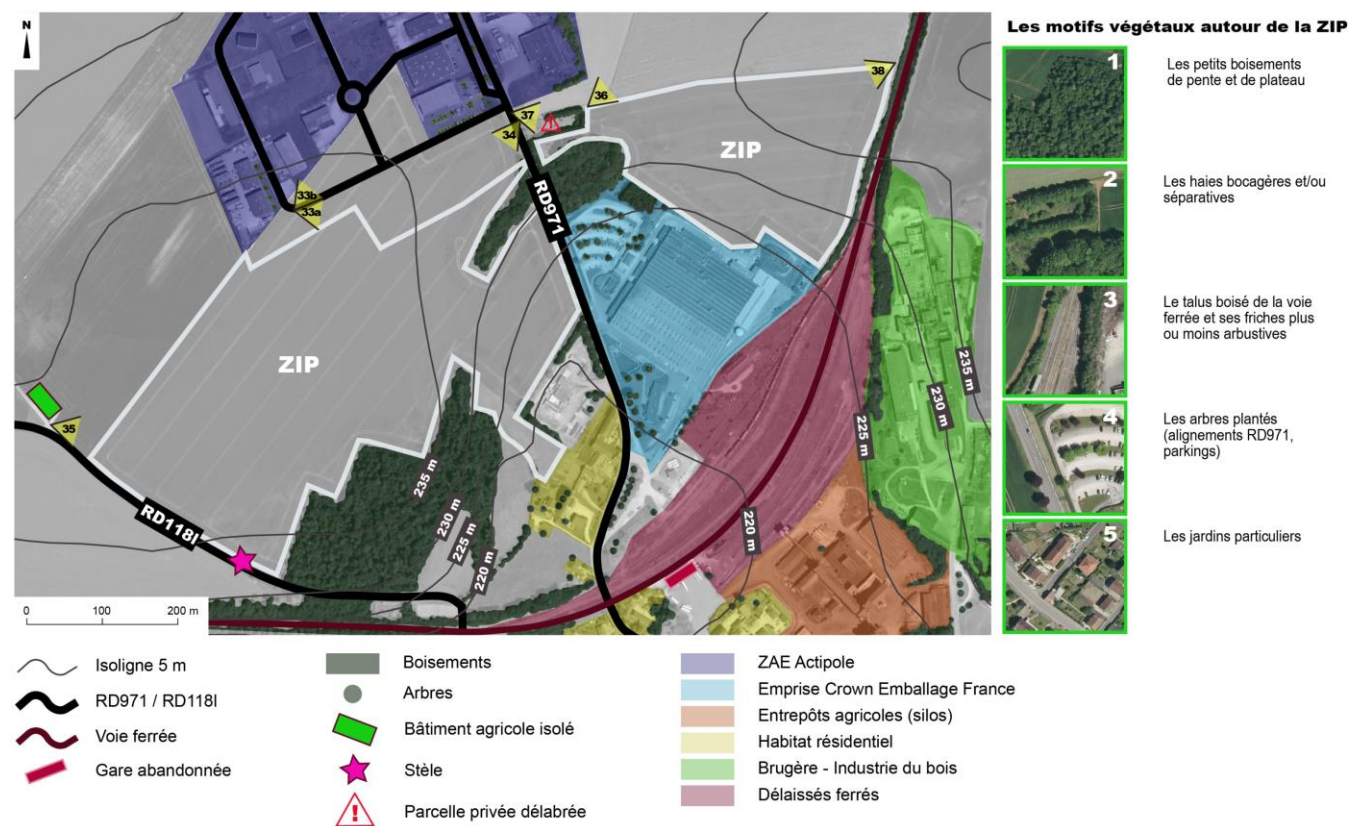 N
Les motifs végétaux autour de la ZIP
1
Les petits boisements
de pente et de plateau
2
Les haies bocagères et/ou
séparatives
3
Le talus boisé de la voie
ferrée et ses friches plus
ou moins arbustives
4
Les arbres plantés
(alignements RD971,
parkings)
5
Les jardins particuliers
38
36
37
34
ZIP
33b
33a
RD971
ZIP
35
235 m
230 m
225 m
220 m
235 m
230 m
225 m
220 m
RD118I
0 100 200 m
Isoligne 5 m
RD971 / RD118I
Voie ferrée
Gare abandonnée
Boisements
Arbres
Bâtiment agricole isolé
Stèle
! Parcelle privée délabrée
ZAE Actipole
Emprise Crown Emballage France
Entrepôts agricoles (silos)
Habitat résidentiel
Brugère - Industrie du bois
Délaissés ferrés